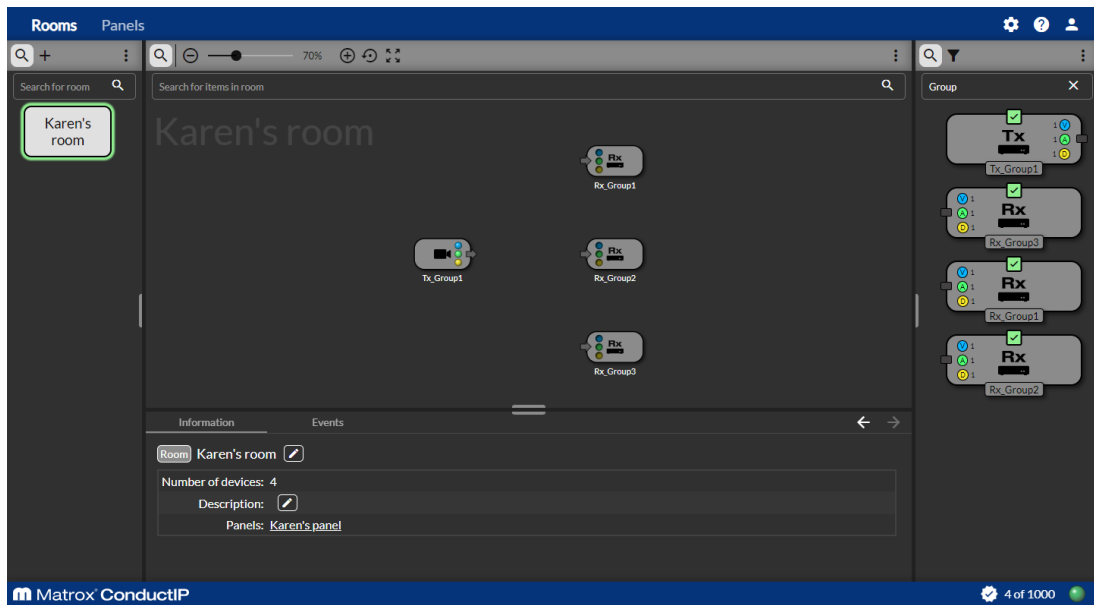 Rooms Panels
70%
Search for room
Search for items in room
Group
Karen's
room
Karen's room
Rx
Rx_Group1
Tx_Group1
Rx
Rx_Group2
Rx
Rx_Group3
Tx
1 V
1 A
1 D
Tx_Group1
V 1
A 1
D 1
Rx
Rx_Group3
V 1
A 1
D 1
Rx
Rx_Group1
V 1
A 1
D 1
Rx
Rx_Group2
Information Events
Room Karen's room
Number of devices: 4
Description:
Panels: Karen's panel
Matrox® ConductIP
4 of 1000